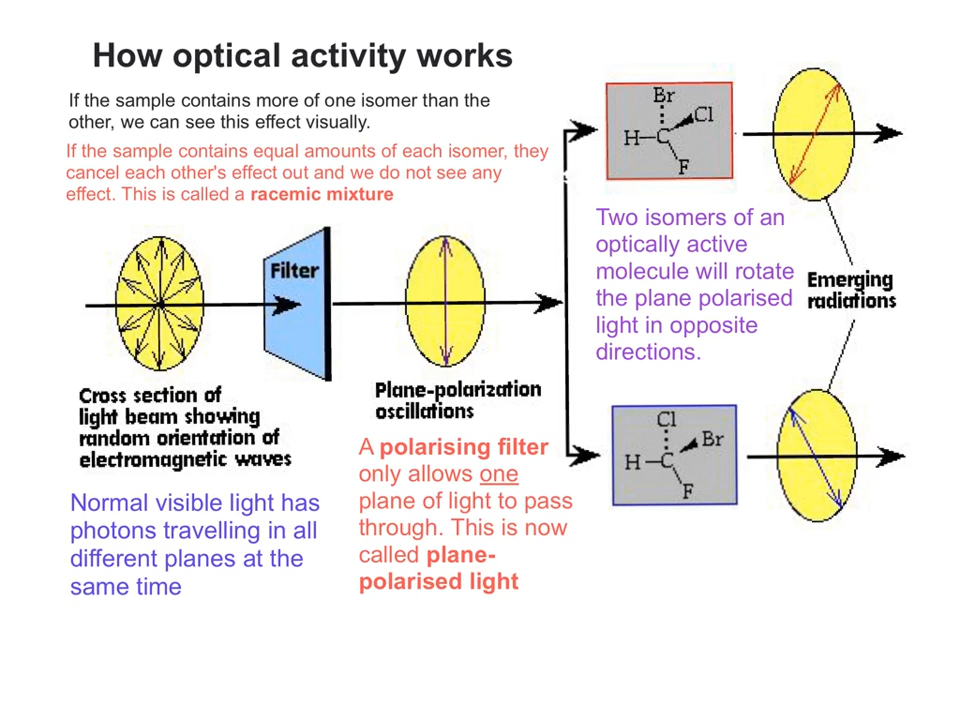 How optical activity works
If the sample contains more of one isomer than the
other, we can see this effect visually.
If the sample contains equal amounts of each isomer, they
cancel each other's effect out and we do not see any
effect. This is called a racemic mixture
Filter
Cross section of
light beam showing
random orientation of
electromagnetic waves
Normal visible light has
photons travelling in all
different planes at the
same time
Plane-polarization
oscillations
A polarising filter
only allows one
plane of light to pass
through. This is now
called plane-
polarised light
Br
Cl
H C
F
Two isomers of an
optically active
molecule will rotate
the plane polarised
light in opposite
directions.
Emerging
radiations
Cl
Br
H C
F